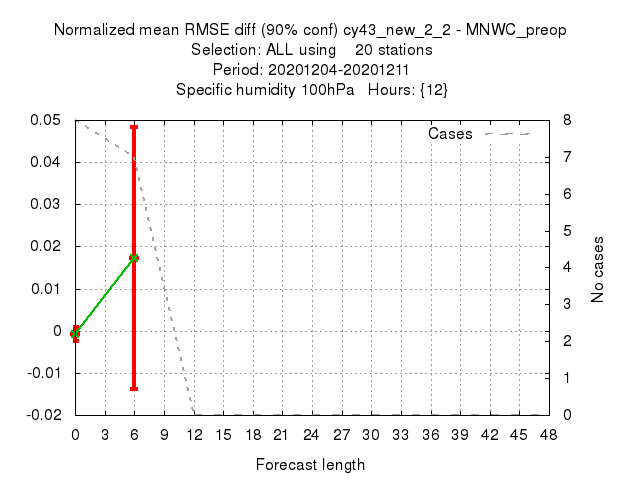 Normalized mean RMSE diff (90% conf) cy43_new_2_2 - MNWC_preop
Selection: ALL using 20 stations
Period: 20201204-20201211
Specific humidity 100hPa Hours: {12}
Cases
0.05
0.04
0.03
0.02
0.01
0
-0.01
-0.02
8
7
6
5
4
3
2
1
0
No cases
0 3 6 9 12 15 18 21 24 27 30 33 36 39 42 45 48
Forecast length